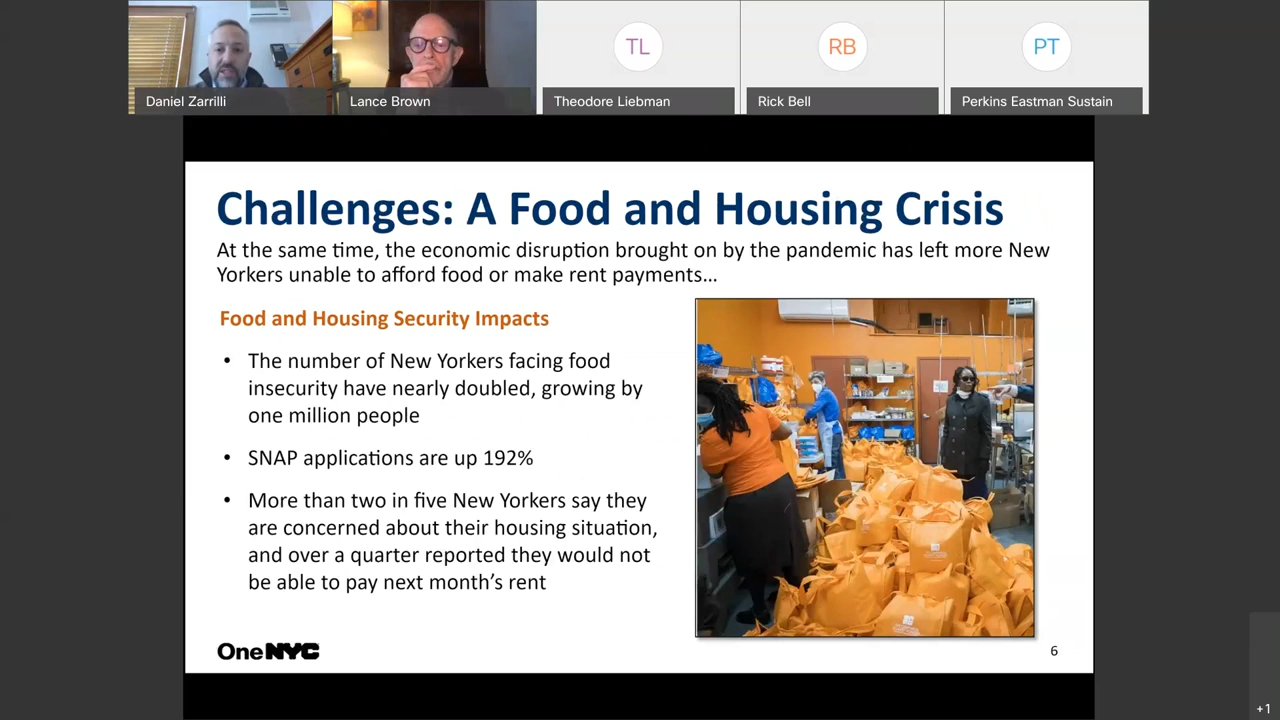 TL
RB
PT
Daniel Zarrilli
Lance Brown
Theodore Liebman
Rick Bell
Perkins Eastman Sustain
Challenges: A Food and Housing Crisis
At the same time, the economic disruption brought on by the pandemic has left more New
Yorkers unable to afford food or make rent payments…
Food and Housing Security Impacts
• The number of New Yorkers facing food
insecurity have nearly doubled, growing by
one million people
• SNAP applications are up 192%
• More than two in five New Yorkers say they
are concerned about their housing situation,
and over a quarter reported they would not
be able to pay next month's rent
OneNYC
6
+1